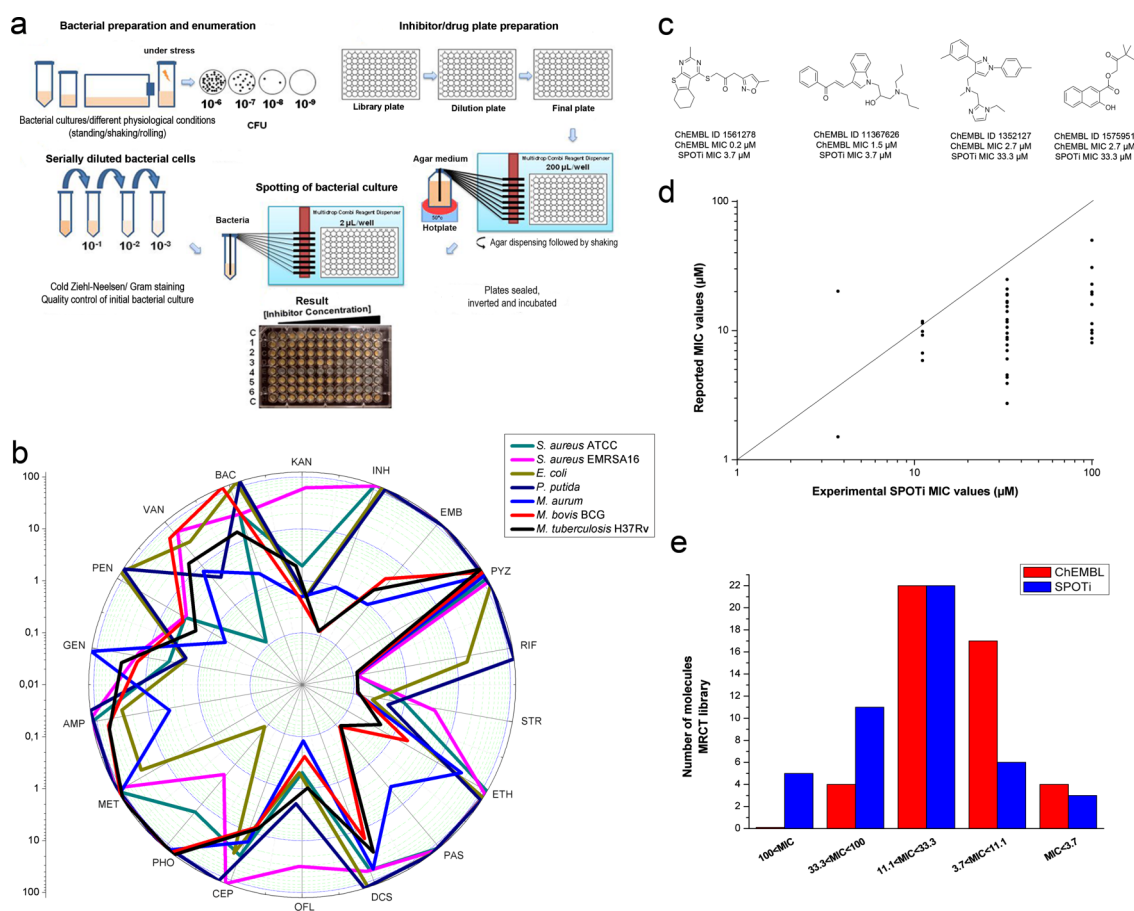 a
Bacterial preparation and enumeration
under stress
10-6 10-7 10-8 10-9
CFU
Bacterial cultures/different physiological conditions
(standing/shaking/rolling)
Serially diluted bacterial cells
10-1 10-2 10-3
Cold Ziehl-Neelsen/ Gram staining
Quality control of initial bacterial culture
Inhibitor/drug plate preparation
Library plate Dilution plate Final plate
Agar medium
Multidrop Combi Reagent Dispenser
200 µL/well
Hotplate
Agar dispensing followed by shaking
Spotting of bacterial culture
Bacteria
Multidrop Combi Reagent Dispenser
2 µL/well
Plates sealed,
inverted and incubated
Result
[Inhibitor Concentration]
C
1
2
3
4
5
6
C
b
S. aureus ATCC
S. aureus EMRSA16
E. coli
P. putida
M. aurum
M. bovis BCG
M. tuberculosis H37Rv
100
10
1
0,1
0,01
0,1
1
10
100
KAN
INH
EMB
PYZ
RIF
STR
ETH
PAS
DCS
OFL
CEP
PHO
MET
AMP
GEN
PEN
VAN
BAC
c
ChEMBL ID 1561278
ChEMBL MIC 0.2 µM
SPOTi MIC 3.7 µM
ChEMBL ID 11367626
ChEMBL MIC 1.5 µM
SPOTi MIC 3.7 µM
ChEMBL ID 1352127
ChEMBL MIC 2.7 µM
SPOTi MIC 33.3 µM
ChEMBL ID 1575951
ChEMBL MIC 2.7 µM
SPOTi MIC 33.3 µM
d
Reported MIC values (µM)
100
10
1
1 10 100
Experimental SPOTi MIC values (µM)
e
ChEMBL
SPOTi
Number of molecules
MRCT library
22
20
18
16
14
12
10
8
6
4
2
0
100<MIC
33.3<MIC<100
11.1<MIC<33.3
3.7<MIC<11.1
MIC<3.7